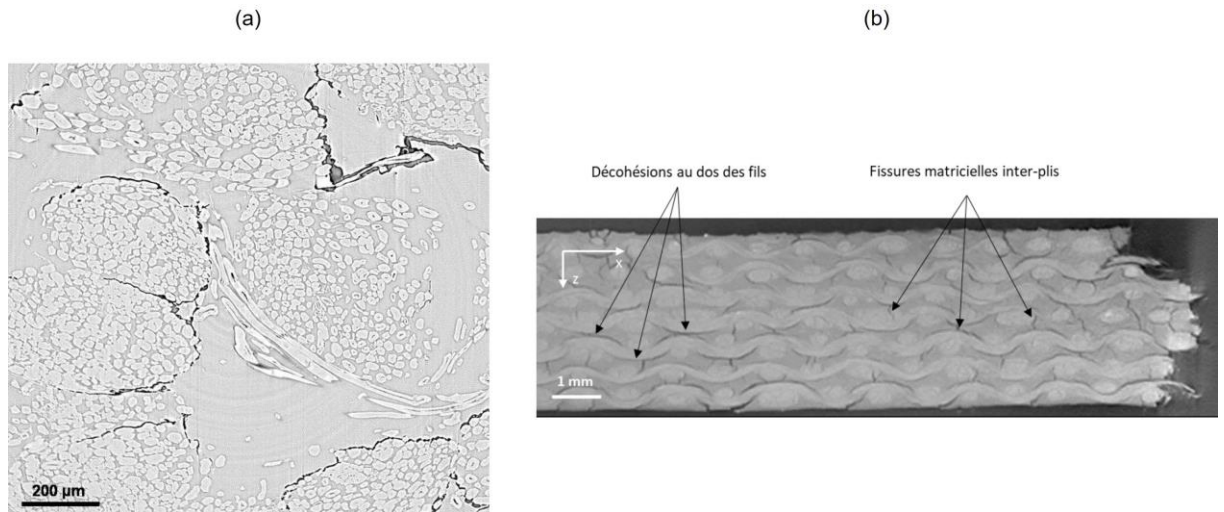 (a)
(b)
200 µm
Décohésions au dos des fils
Fissures matricielles inter-plis
x
z
1 mm